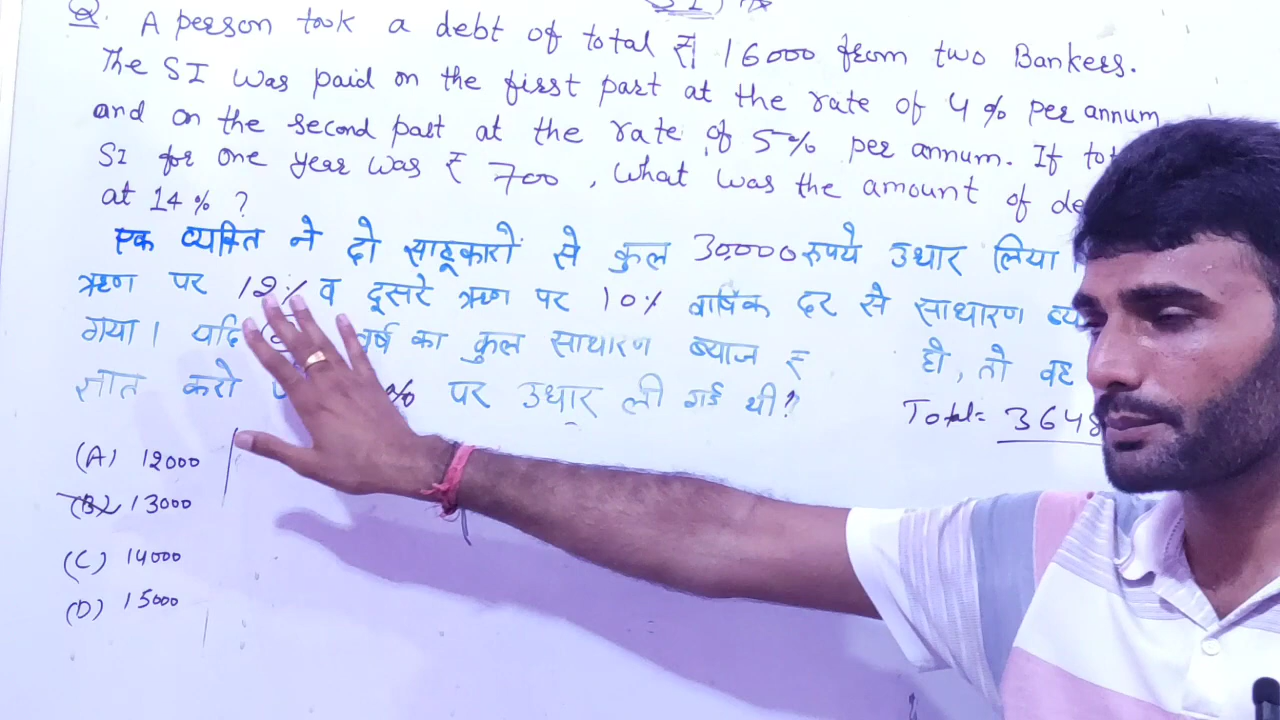 Q. A person took a debt of total ₹ 16000 from two Bankers.
The SI was paid on the first part at the rate of 4% per annum
and on the second part at the rate of 5% per annum. If
SI for one year was ₹ 700, What was the amount of
at 14% ?
एक व्यक्ति ने दो साहूकारों से कुल 30,000 रुपये उधार लिया
ऋण पर 12% व दूसरे ऋण पर 10% वार्षिक दर से साधारण
गया। यदि वर्ष का कुल साधारण ब्याज ₹ हो, तो वह
ज्ञात करो % पर उधार ली गई थी?
Total = 3648
(A) 12000
(B) 13000
(C) 14000
(D) 15000